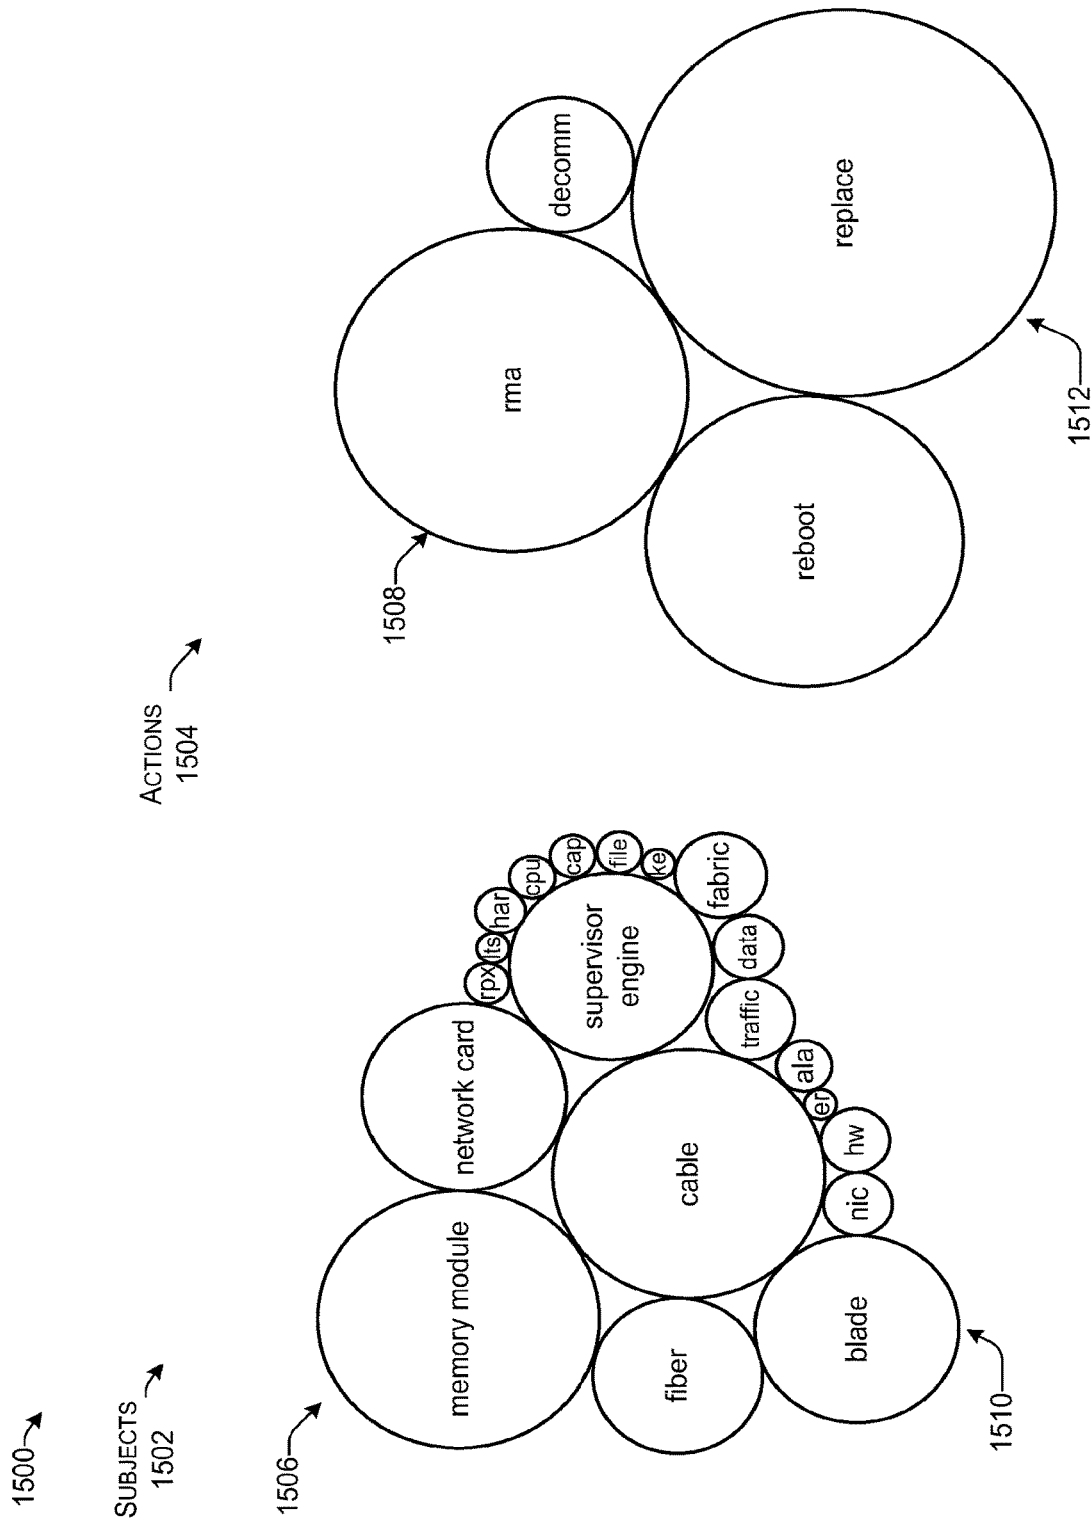 1500
SUBJECTS
1502
ACTIONS
1504
1506
memory module
network card
rpx
lts
har
cpu
cap
file
ke
supervisor
engine
fiber
cable
fabric
data
traffic
ala
er
hw
nic
blade
1510
1508
rma
decomm
reboot
replace
1512